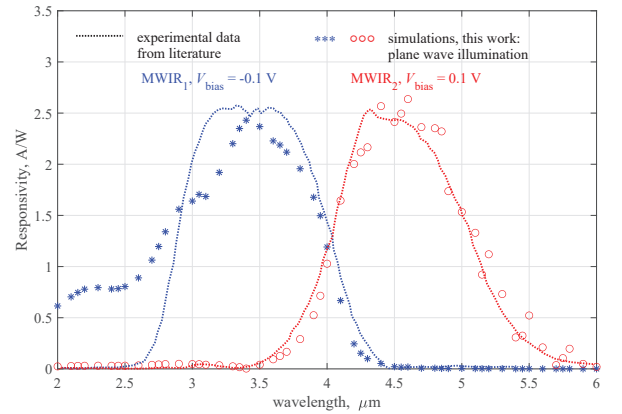 experimental data
from literature
*** ○○○ simulations, this work:
plane wave illumination
MWIR₁, V_bias = -0.1 V
MWIR₂, V_bias = 0.1 V
Responsivity, A/W
3.5
3
2.5
2
1.5
1
0.5
0
2 2.5 3 3.5 4 4.5 5 5.5 6
wavelength, μm